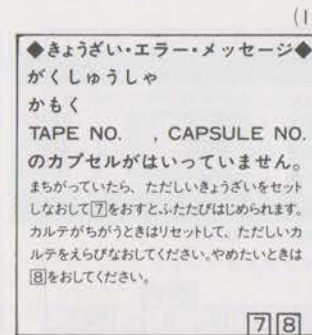 (1
◆きょうざい・エラー・メッセージ◆
がくしゅうしゃ
かもく
TAPE NO.　, CAPSULE NO.
のカプセルがはいっていません。
まちがっていたら、ただしいきょうざいをセット
しなおして7をおすとふたたびはじめられます。
カルテがちがうときはリセットして、ただしいカ
ルテをえらびなおしてください。やめたいときは
8をおしてください。
7 8